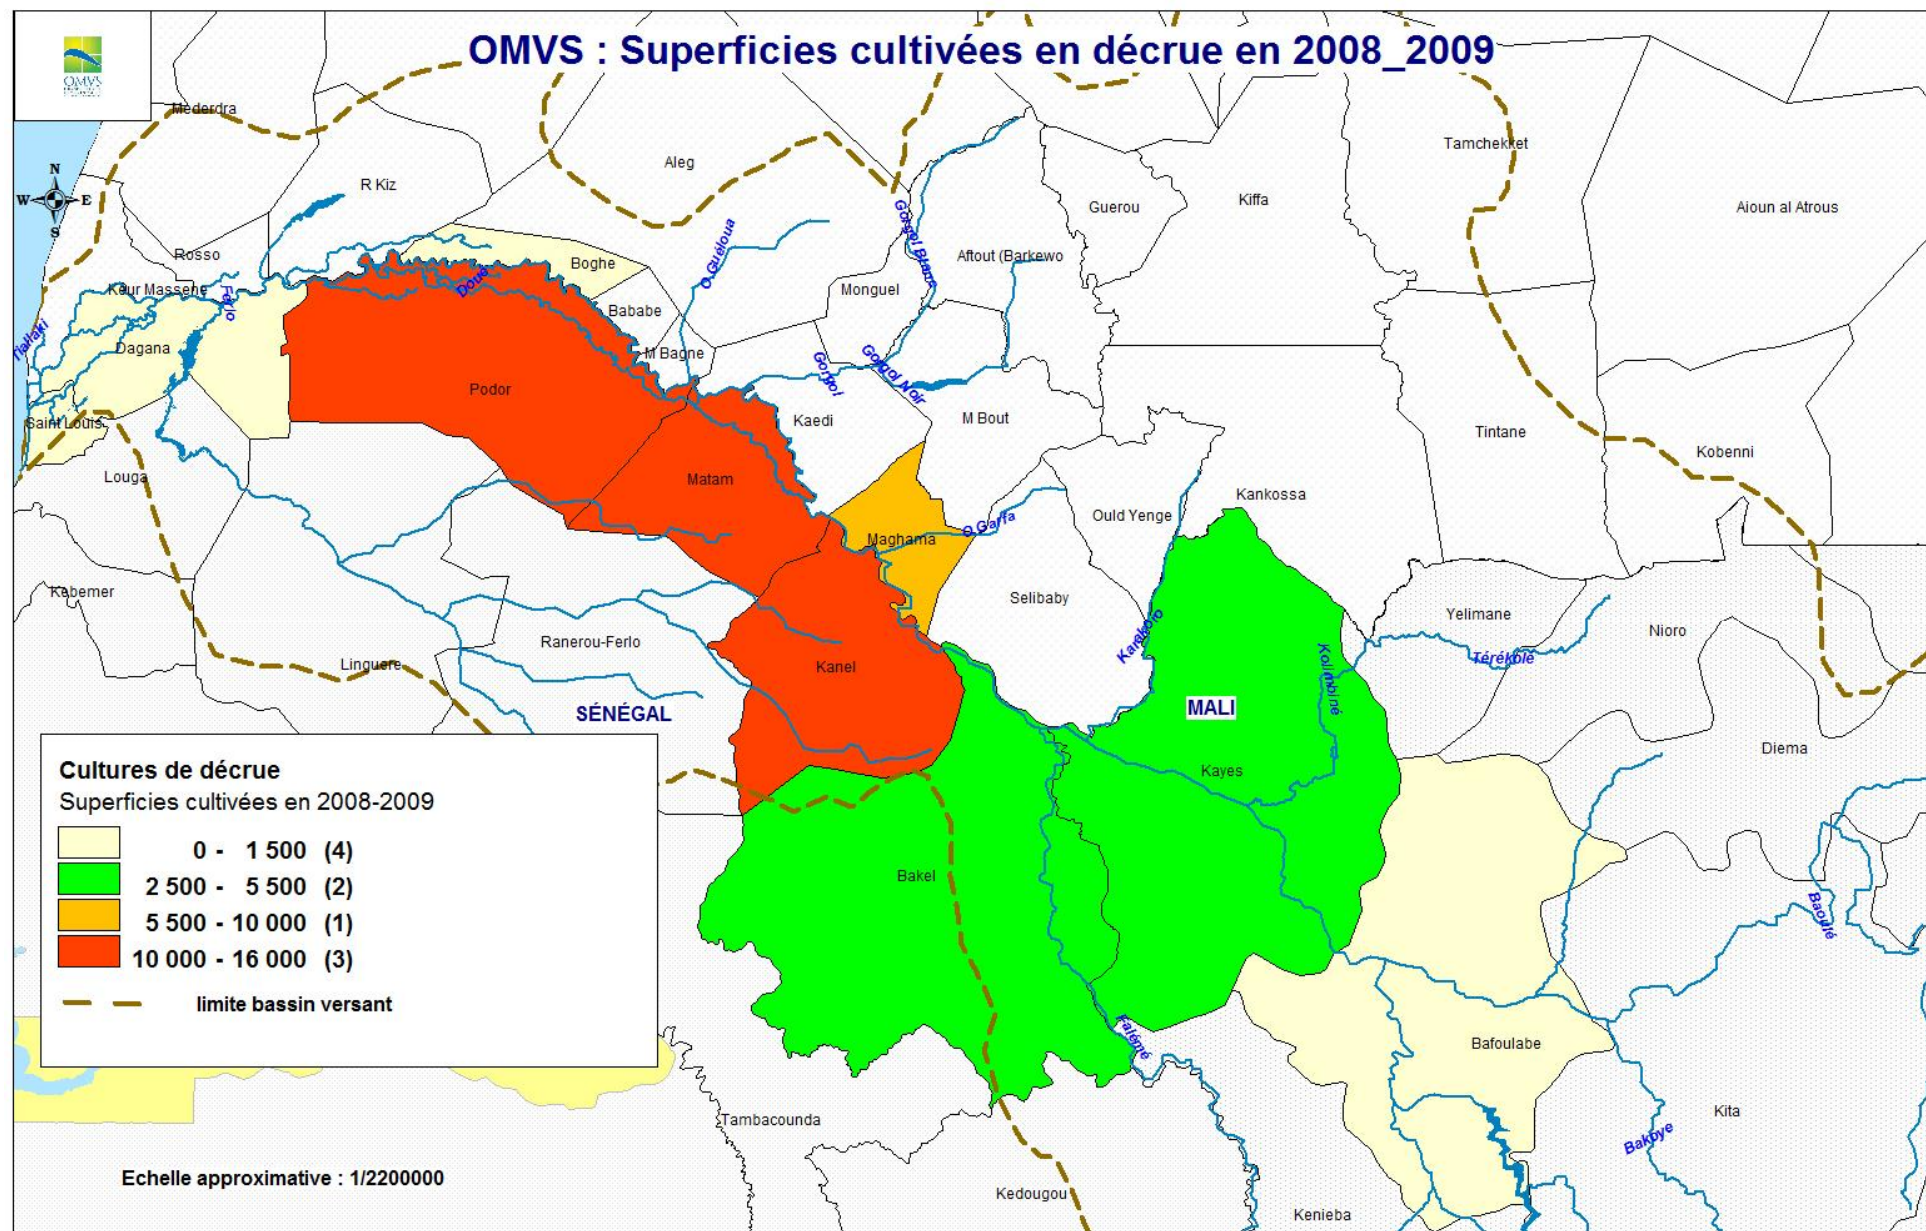 OMVS : Superficies cultivées en décrue en 2008_2009
OMVS
Mederdra
Tamchekket
Aleg
N
R Kiz
W
E
S
Guerou
Kiffa
Aioun al Atrous
Gorgol Blanc
O.Guéloua
Rosso
Boghe
Aftout (Barkewo
Keur Massene
Doué
Monguel
Bababe
Dagana
M Bagne
Gorgol
Gorgol Noir
Podor
Saint Louis
Kaedi
M Bout
Tintane
Kobenni
Louga
Matam
Kankossa
Ould Yenge
O.Garfa
Maghama
Kebemer
Selibaby
Yelimane
Nioro
Ranerou-Ferlo
Linguere
Kanel
Térékolé
SÉNÉGAL
MALI
Diema
Kayes
Cultures de décrue
Superficies cultivées en 2008-2009
0 - 1 500 (4)
2 500 - 5 500 (2)
5 500 - 10 000 (1)
10 000 - 16 000 (3)
limite bassin versant
Bakel
Baoulé
Falémé
Bafoulabe
Tambacounda
Kita
Bakoye
Echelle approximative : 1/2200000
Kedougou
Kenieba